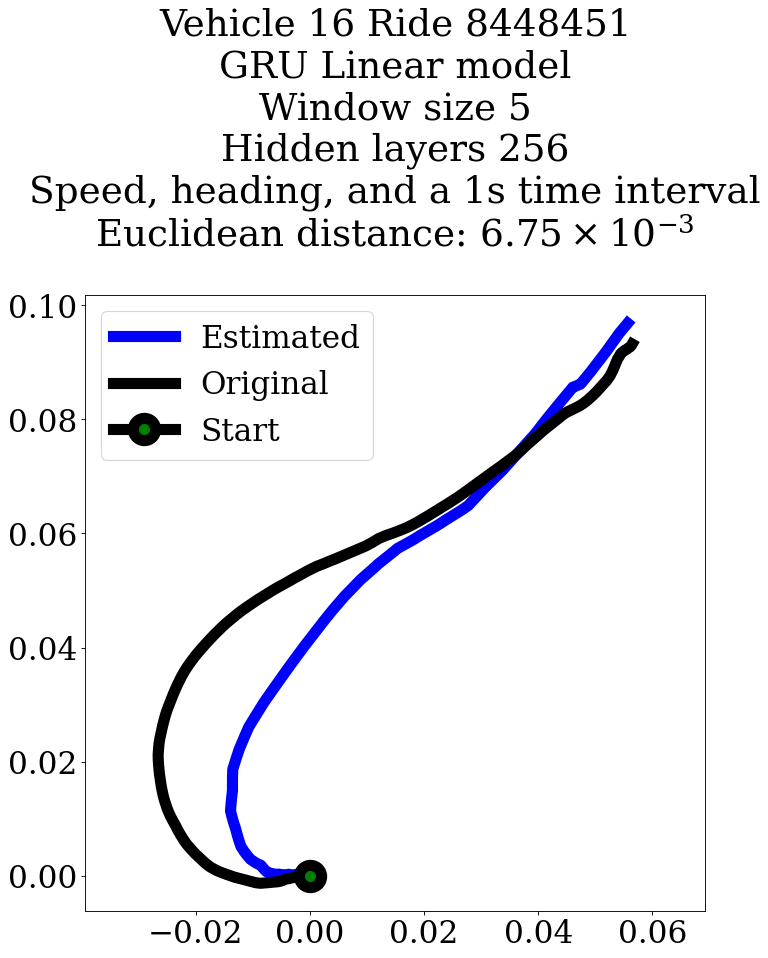 Vehicle 16 Ride 8448451
GRU Linear model
Window size 5
Hidden layers 256
Speed, heading, and a 1s time interval
Euclidean distance: 6.75 × 10⁻³
Estimated
Original
Start
0.10
0.08
0.06
0.04
0.02
0.00
−0.02 0.00 0.02 0.04 0.06